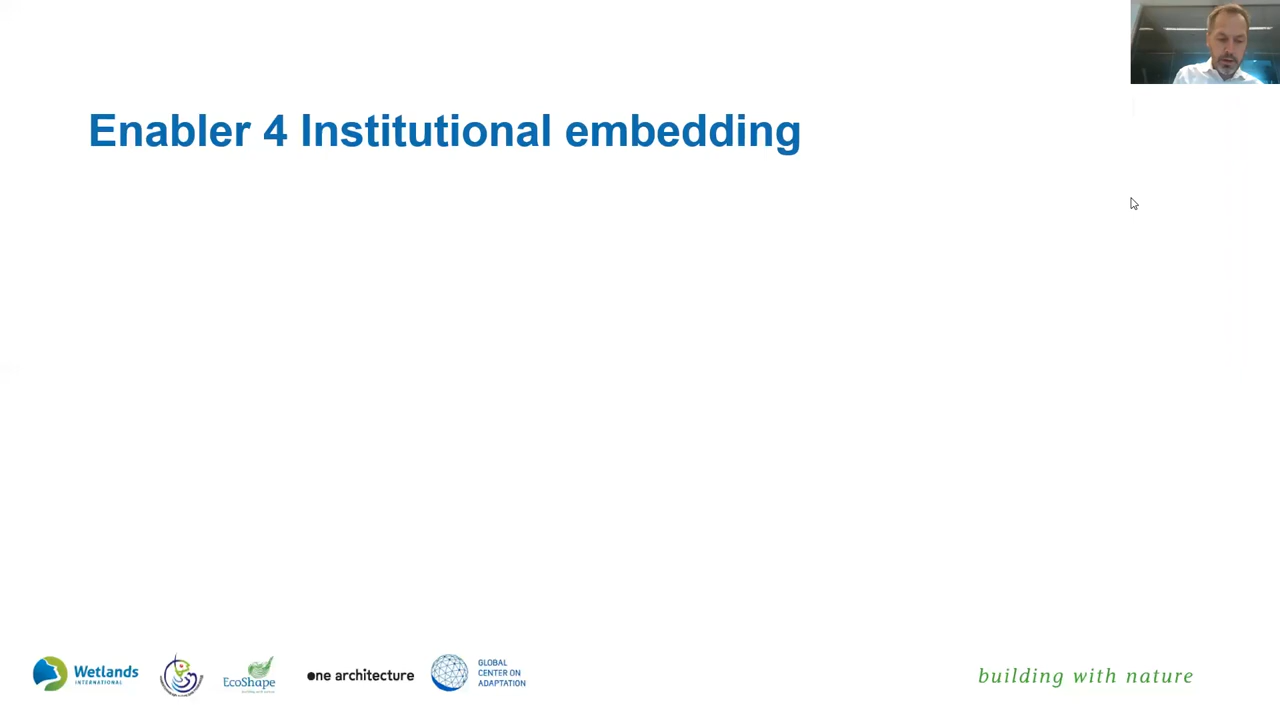 Enabler 4 Institutional embedding
Wetlands
INTERNATIONAL
EcoShape
one architecture
GLOBAL
CENTER ON
ADAPTATION
building with nature